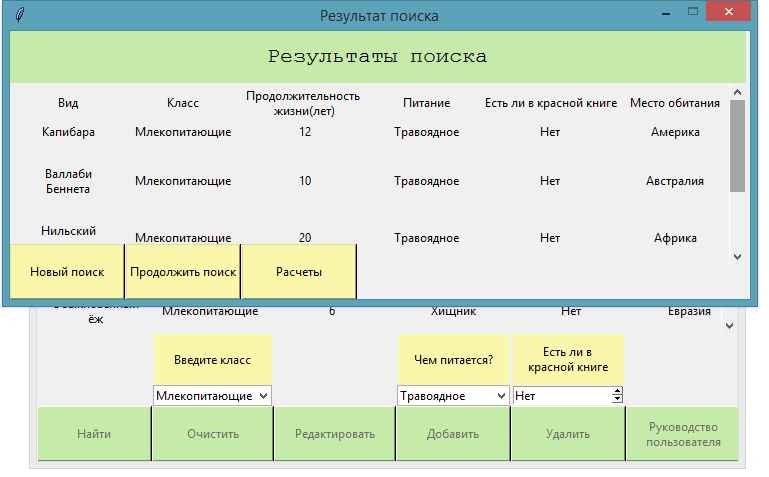 Результат поиска
Результаты поиска
Вид Класс Продолжительность жизни(лет) Питание Есть ли в красной книге Место обитания
Капибара Млекопитающие 12 Травоядное Нет Америка
Валлаби Беннета Млекопитающие 10 Травоядное Нет Австралия
Нильский Млекопитающие 20 Травоядное Нет Африка
Новый поиск Продолжить поиск Расчеты
ёж Млекопитающие 6 Хищник Нет Евразия
Введите класс Чем питается? Есть ли в красной книге
Млекопитающие Травоядное Нет
Найти Очистить Редактировать Добавить Удалить Руководство пользователя